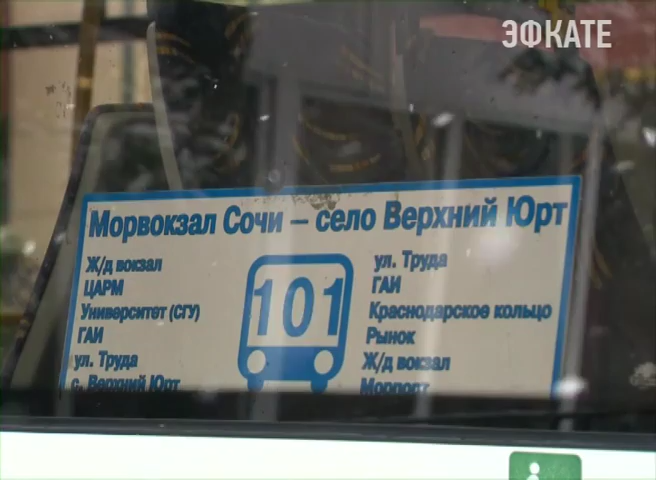 ЭФКАТЕ
Морвокзал Сочи – село Верхний Юрт
Ж/д вокзал
ЦАРМ
Университет (СГУ)
ГАИ
ул. Труда
с. Верхний Юрт
101
ул. Труда
ГАИ
Краснодарское кольцо
Рынок
Ж/д вокзал
Морпорт